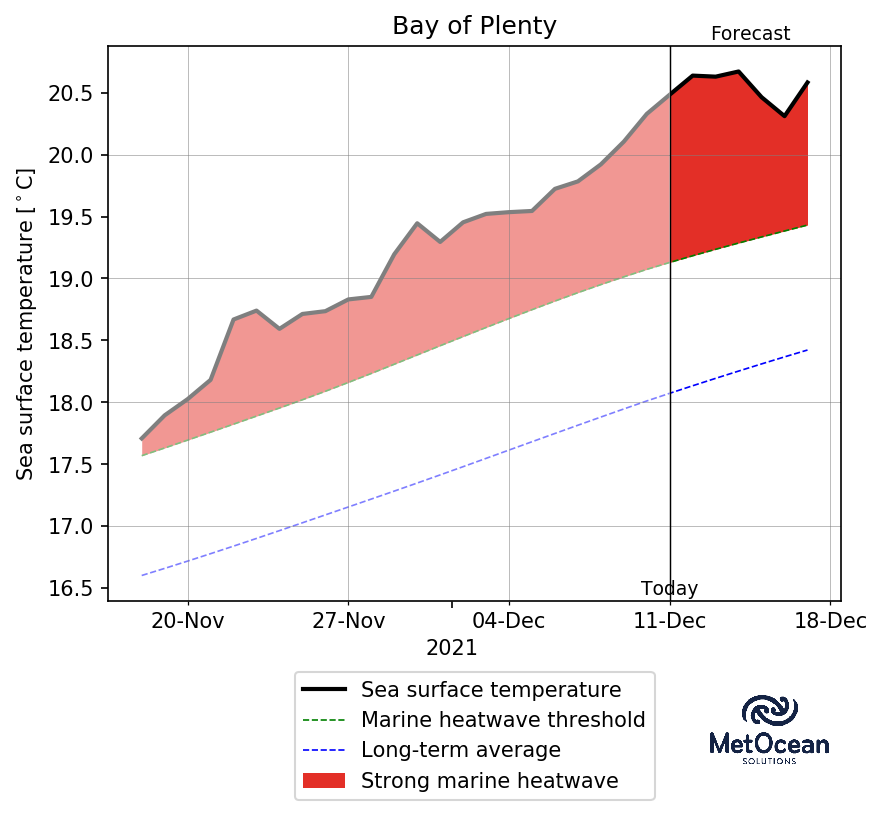 Bay of Plenty
Forecast
Sea surface temperature [°C]
20.5
20.0
19.5
19.0
18.5
18.0
17.5
17.0
16.5
Today
20-Nov
27-Nov
04-Dec
11-Dec
18-Dec
2021
Sea surface temperature
Marine heatwave threshold
Long-term average
Strong marine heatwave
MetOcean
SOLUTIONS